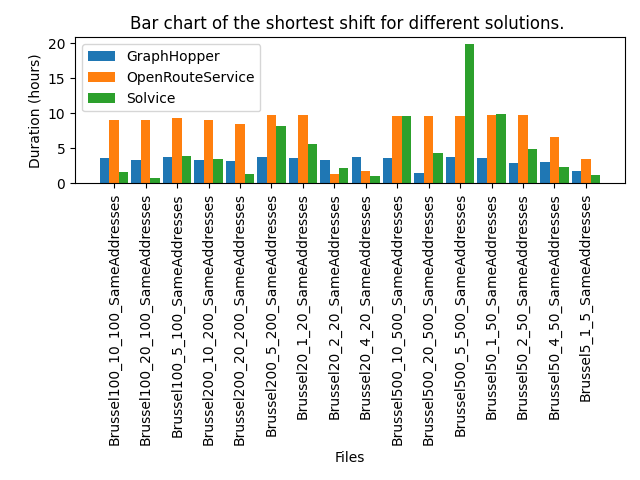 Bar chart of the shortest shift for different solutions.
GraphHopper
OpenRouteService
Solvice
Duration (hours)
20
15
10
5
0
Brussel100_10_100_SameAddresses
Brussel100_20_100_SameAddresses
Brussel100_5_100_SameAddresses
Brussel200_10_200_SameAddresses
Brussel200_20_200_SameAddresses
Brussel200_5_200_SameAddresses
Brussel20_1_20_SameAddresses
Brussel20_2_20_SameAddresses
Brussel20_4_20_SameAddresses
Brussel500_10_500_SameAddresses
Brussel500_20_500_SameAddresses
Brussel500_5_500_SameAddresses
Brussel50_1_50_SameAddresses
Brussel50_2_50_SameAddresses
Brussel50_4_50_SameAddresses
Brussel5_1_5_SameAddresses
Files